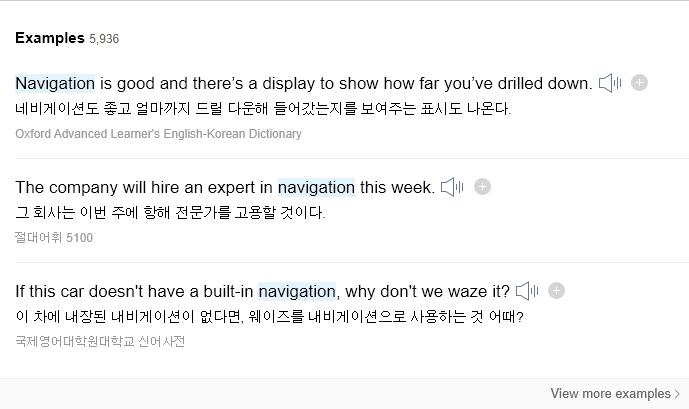 Examples 5,936
Navigation is good and there’s a display to show how far you’ve drilled down.
네비게이션도 좋고 얼마까지 드릴 다운해 들어갔는지를 보여주는 표시도 나온다.
Oxford Advanced Learner's English-Korean Dictionary
The company will hire an expert in navigation this week.
그 회사는 이번 주에 항해 전문가를 고용할 것이다.
절대어휘 5100
If this car doesn't have a built-in navigation, why don't we waze it?
이 차에 내장된 내비게이션이 없다면, 웨이즈를 내비게이션으로 사용하는 것 어때?
국제영어대학원대학교 신어사전
View more examples